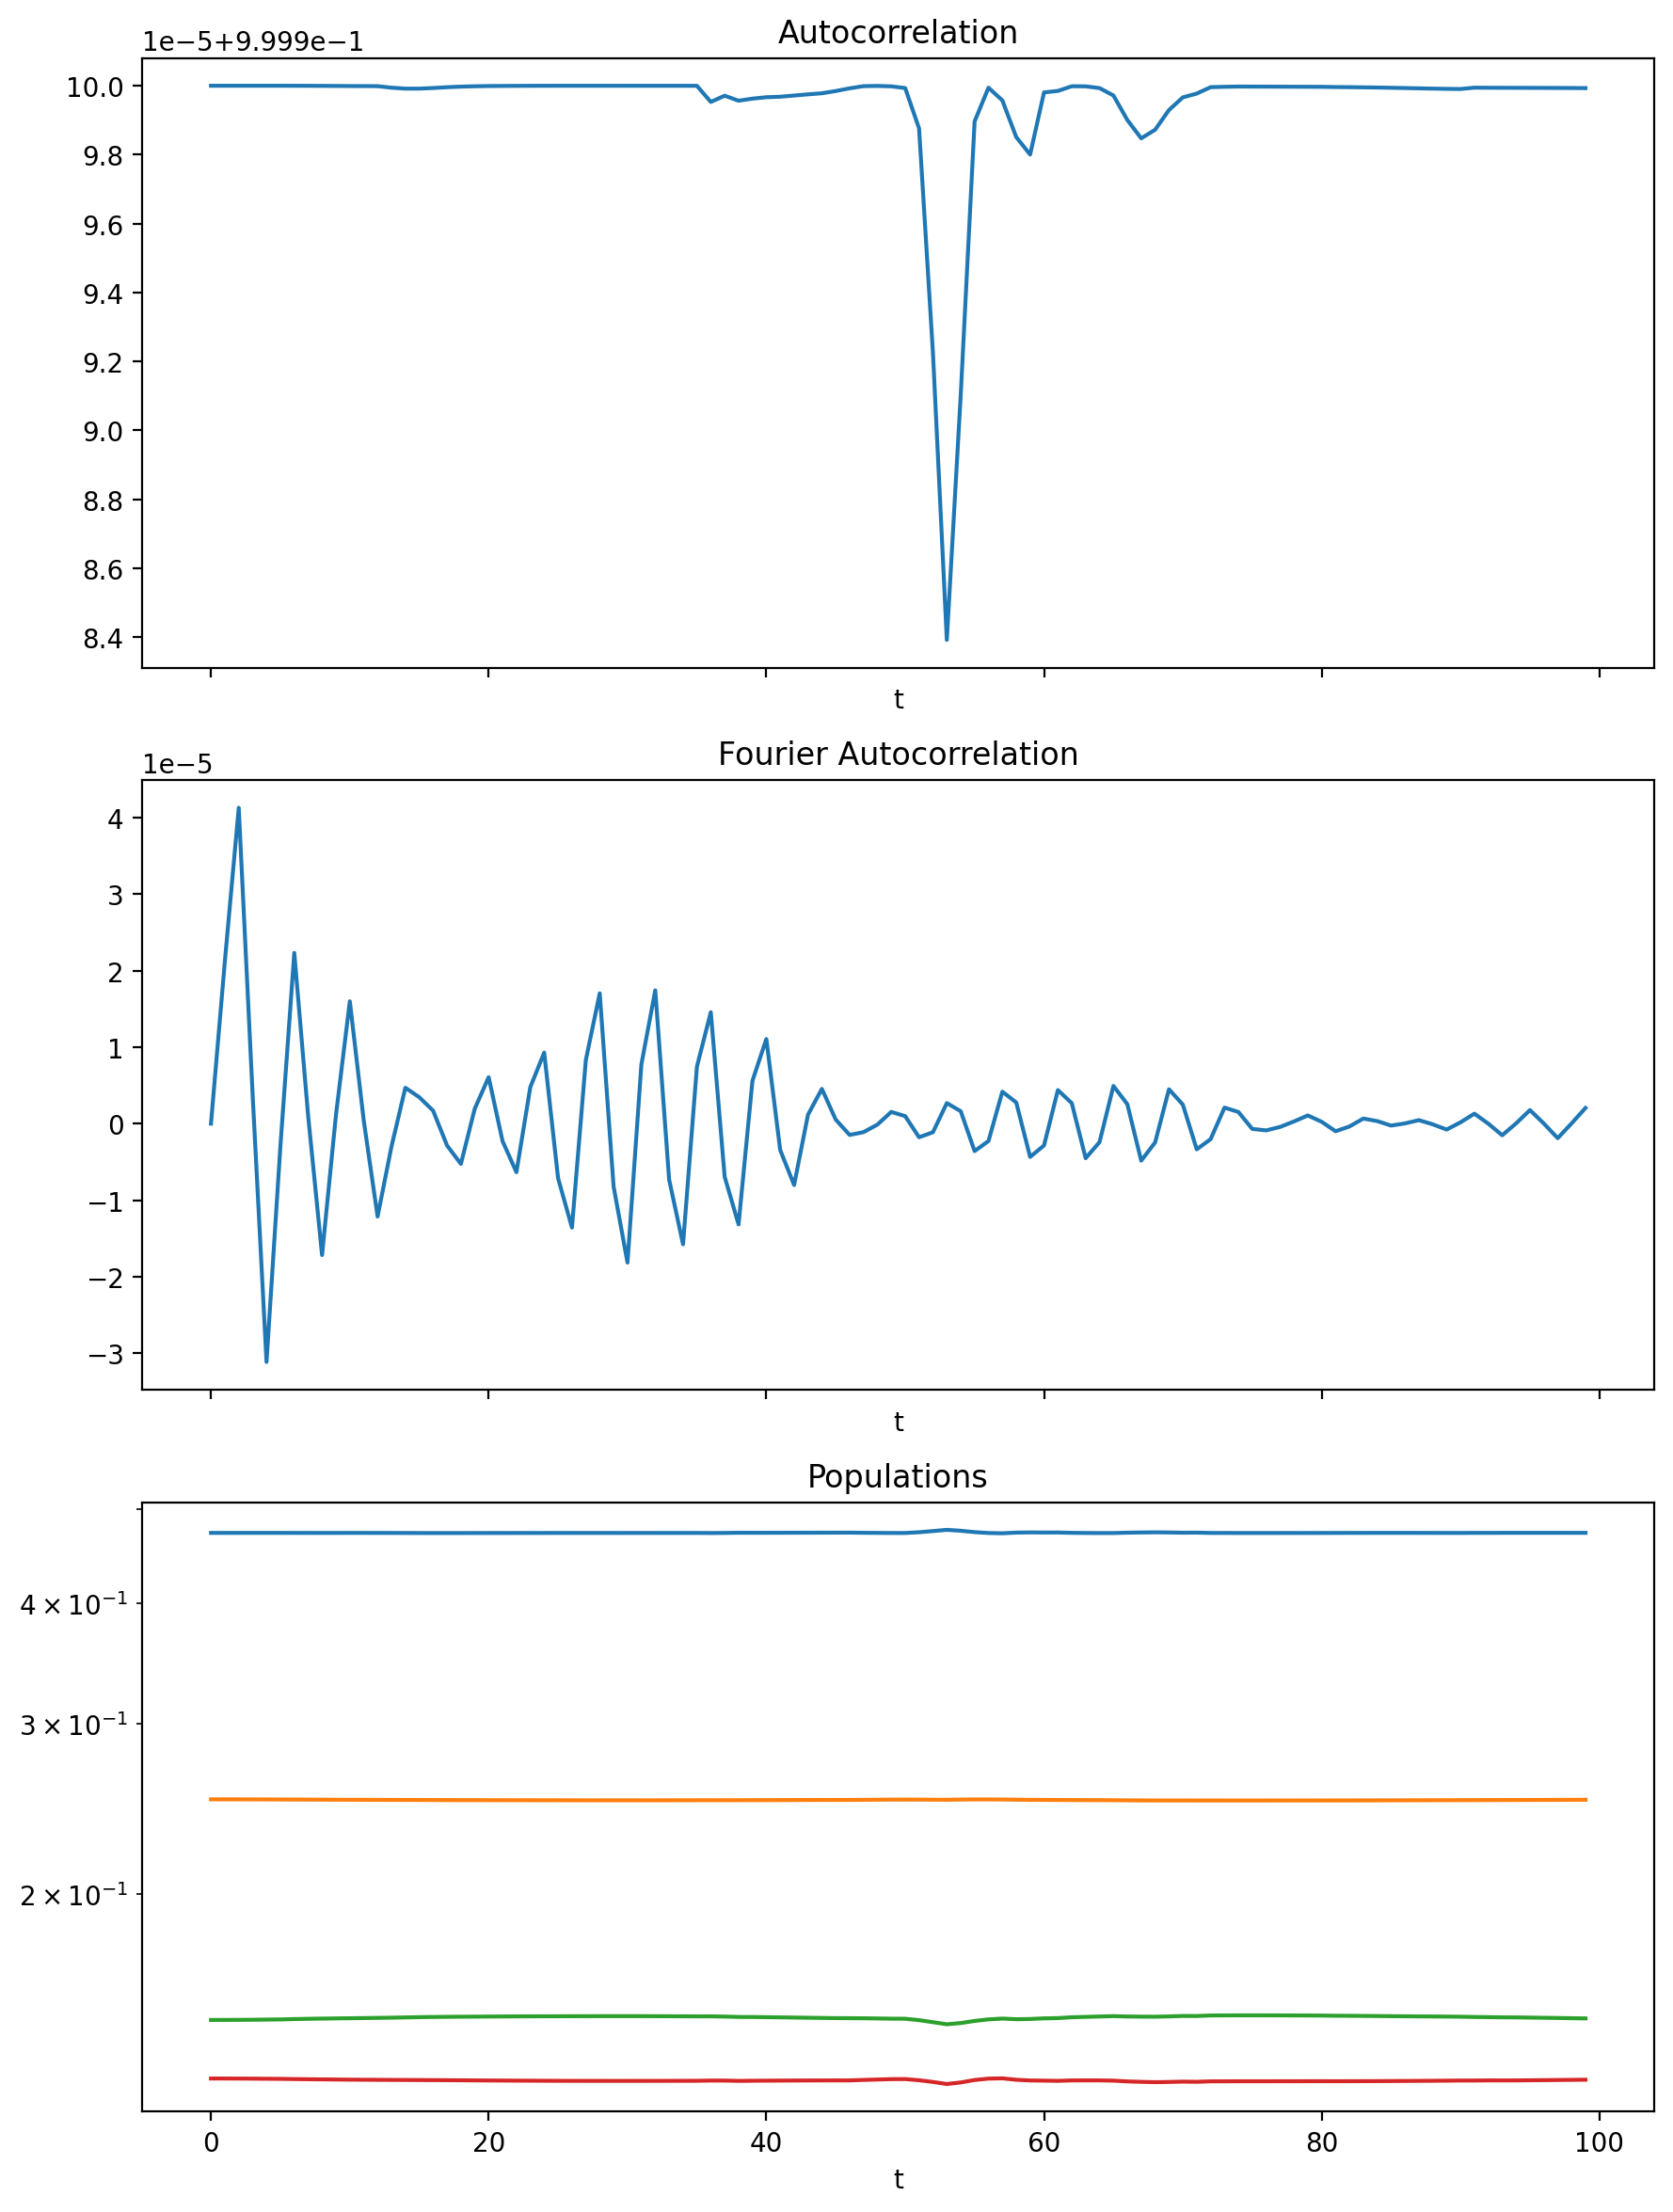 Autocorrelation
1e−5+9.999e−1
10.0
9.8
9.6
9.4
9.2
9.0
8.8
8.6
8.4
t
Fourier Autocorrelation
1e−5
4
3
2
1
0
−1
−2
−3
t
Populations
4 × 10⁻¹
3 × 10⁻¹
2 × 10⁻¹
0 20 40 60 80 100
t